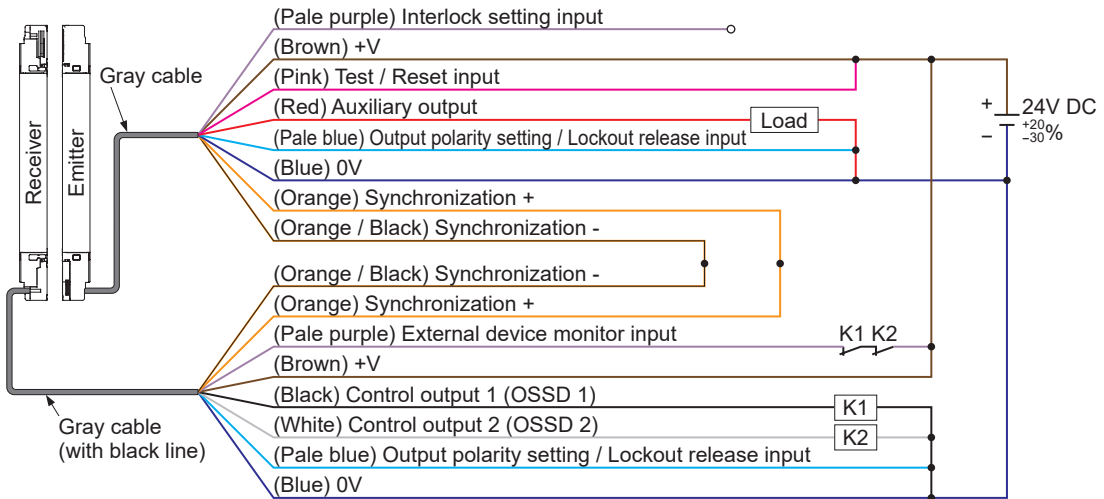 (Pale purple) Interlock setting input
(Brown) +V
Gray cable
(Pink) Test / Reset input
(Red) Auxiliary output
Load
+
24V DC
+20
−30 %
−
(Pale blue) Output polarity setting / Lockout release input
(Blue) 0V
Receiver
Emitter
(Orange) Synchronization +
(Orange / Black) Synchronization -
(Orange / Black) Synchronization -
(Orange) Synchronization +
(Pale purple) External device monitor input
K1 K2
(Brown) +V
(Black) Control output 1 (OSSD 1)
K1
Gray cable
(with black line)
(White) Control output 2 (OSSD 2)
K2
(Pale blue) Output polarity setting / Lockout release input
(Blue) 0V